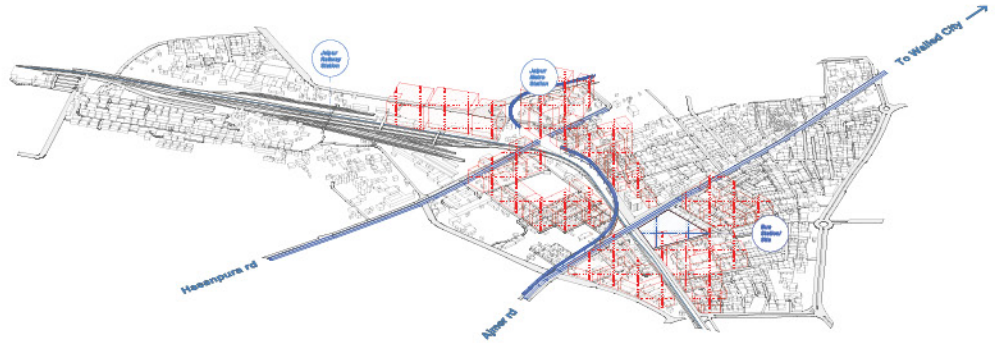 To Walled City
Jaipur
Railway
Station
Jaipur
Metro
Station
Bus
Station/
Site
Hasanpura rd
Ajmer rd